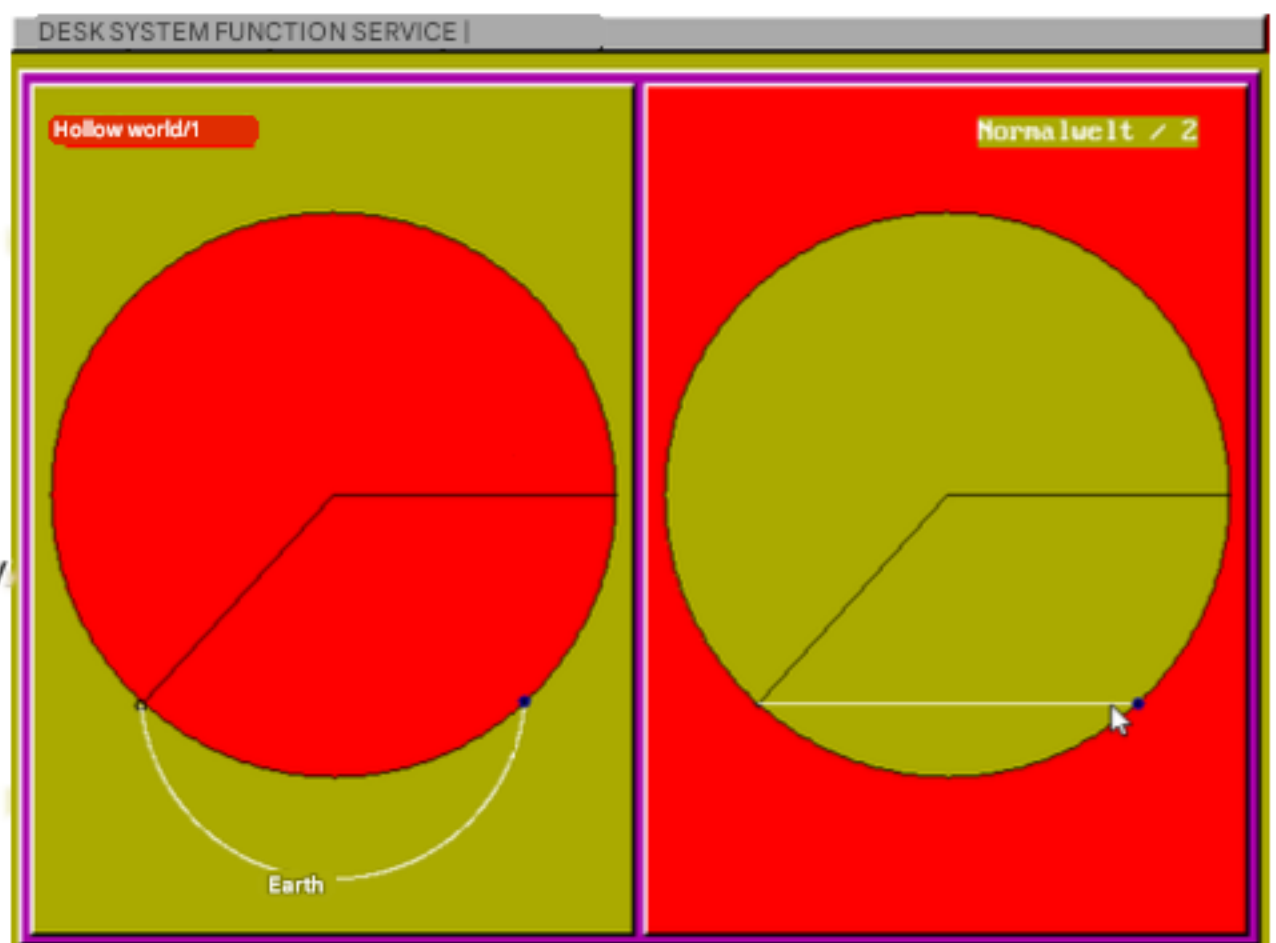 DESK SYSTEM FUNCTION SERVICE |
Hollow world/1
Normalwelt / 2
Earth